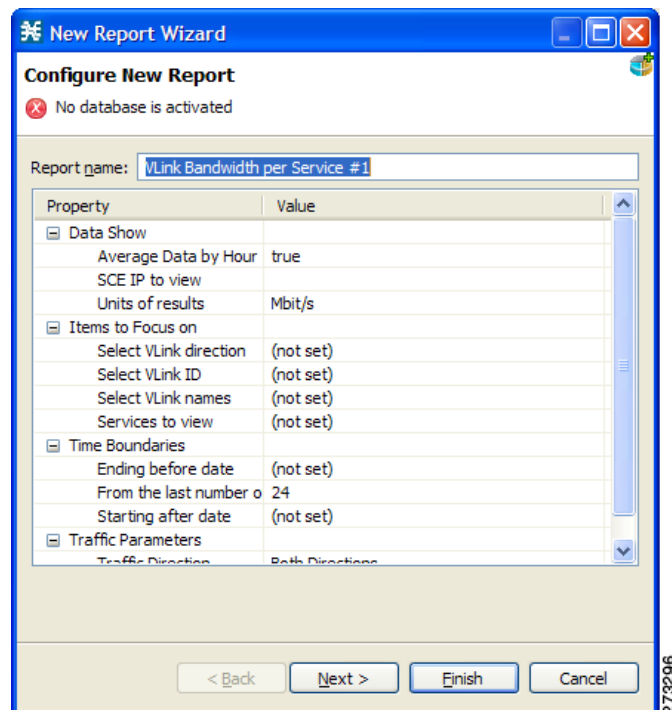 New Report Wizard
Configure New Report
No database is activated
Report name: VLink Bandwidth per Service #1
Property Value
Data Show
Average Data by Hour true
SCE IP to view
Units of results Mbit/s
Items to Focus on
Select VLink direction (not set)
Select VLink ID (not set)
Select VLink names (not set)
Services to view (not set)
Time Boundaries
Ending before date (not set)
From the last number o 24
Starting after date (not set)
Traffic Parameters
Traffic Direction Both Directions
< Back Next > Finish Cancel
273296